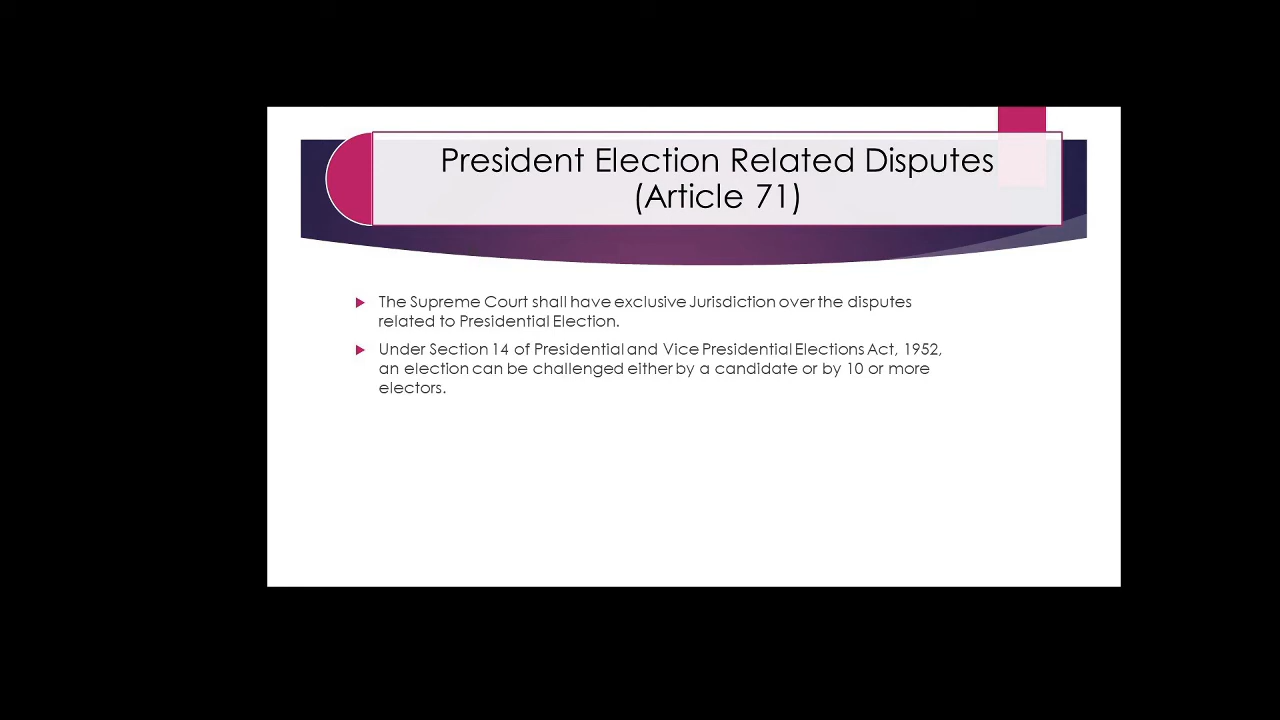 President Election Related Disputes
(Article 71)
The Supreme Court shall have exclusive Jurisdiction over the disputes
related to Presidential Election.
Under Section 14 of Presidential and Vice Presidential Elections Act, 1952,
an election can be challenged either by a candidate or by 10 or more
electors.